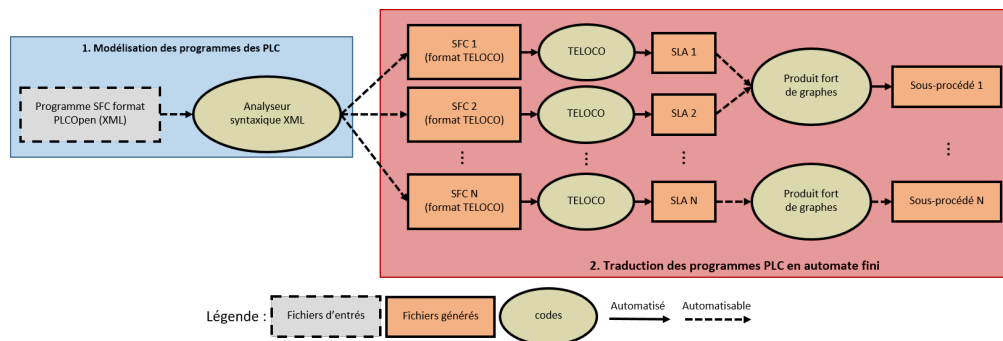 1. Modélisation des programmes des PLC
Programme SFC format
PLCOpen (XML)
Analyseur
syntaxique XML
SFC 1
(format TELOCO)
TELOCO
SLA 1
SFC 2
(format TELOCO)
TELOCO
SLA 2
Produit fort
de graphes
Sous-procédé 1
SFC N
(format TELOCO)
TELOCO
SLA N
Produit fort
de graphes
Sous-procédé N
2. Traduction des programmes PLC en automate fini
Légende :
Fichiers d'entrés
Fichiers générés
codes
Automatisé
Automatisable